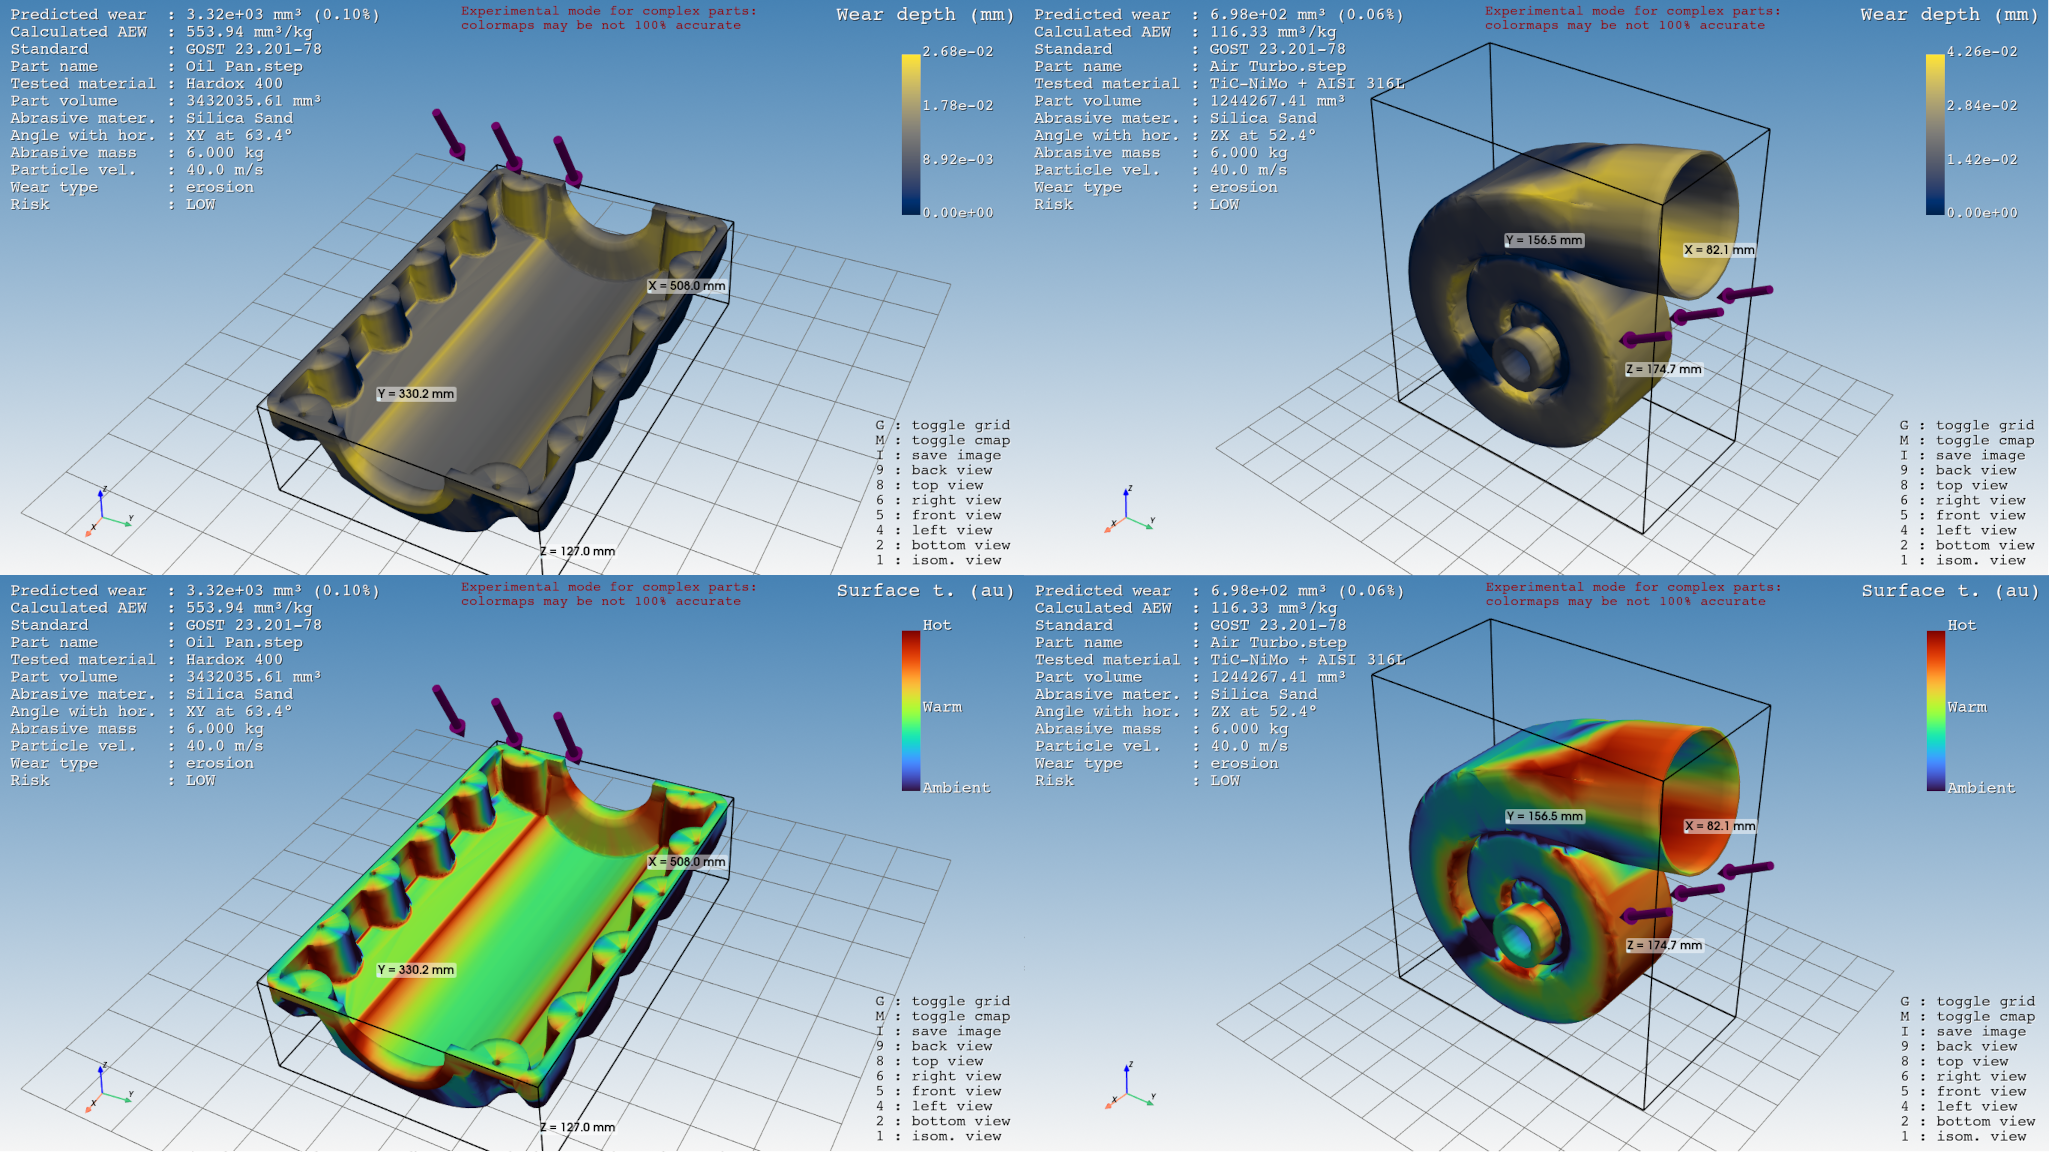 Predicted wear : 3.32e+03 mm³ (0.10%)
Calculated AEW : 553.94 mm³/kg
Standard : GOST 23.201-78
Part name : Oil Pan.step
Tested material : Hardox 400
Part volume : 3432035.61 mm³
Abrasive mater. : Silica Sand
Angle with hor. : XY at 63.4°
Abrasive mass : 6.000 kg
Particle vel. : 40.0 m/s
Wear type : erosion
Risk : LOW
Experimental mode for complex parts:
colormaps may be not 100% accurate
Wear depth (mm)
2.68e-02
1.78e-02
8.92e-03
0.00e+00
X = 508.0 mm
Y = 330.2 mm
Z = 127.0 mm
Z
Y
X
G : toggle grid
M : toggle cmap
I : save image
9 : back view
8 : top view
6 : right view
5 : front view
4 : left view
2 : bottom view
1 : isom. view
Predicted wear : 6.98e+02 mm³ (0.06%)
Calculated AEW : 116.33 mm³/kg
Standard : GOST 23.201-78
Part name : Air Turbo.step
Tested material : TiC-NiMo + AISI 316L
Part volume : 1244267.41 mm³
Abrasive mater. : Silica Sand
Angle with hor. : ZX at 52.4°
Abrasive mass : 6.000 kg
Particle vel. : 40.0 m/s
Wear type : erosion
Risk : LOW
Experimental mode for complex parts:
colormaps may be not 100% accurate
Wear depth (mm)
4.26e-02
2.84e-02
1.42e-02
0.00e+00
Y = 156.5 mm
X = 82.1 mm
Z = 174.7 mm
Z
Y
X
G : toggle grid
M : toggle cmap
I : save image
9 : back view
8 : top view
6 : right view
5 : front view
4 : left view
2 : bottom view
1 : isom. view
Predicted wear : 3.32e+03 mm³ (0.10%)
Calculated AEW : 553.94 mm³/kg
Standard : GOST 23.201-78
Part name : Oil Pan.step
Tested material : Hardox 400
Part volume : 3432035.61 mm³
Abrasive mater. : Silica Sand
Angle with hor. : XY at 63.4°
Abrasive mass : 6.000 kg
Particle vel. : 40.0 m/s
Wear type : erosion
Risk : LOW
Experimental mode for complex parts:
colormaps may be not 100% accurate
Surface t. (au)
Hot
Warm
Ambient
X = 508.0 mm
Y = 330.2 mm
Z = 127.0 mm
Z
Y
X
G : toggle grid
M : toggle cmap
I : save image
9 : back view
8 : top view
6 : right view
5 : front view
4 : left view
2 : bottom view
1 : isom. view
Predicted wear : 6.98e+02 mm³ (0.06%)
Calculated AEW : 116.33 mm³/kg
Standard : GOST 23.201-78
Part name : Air Turbo.step
Tested material : TiC-NiMo + AISI 316L
Part volume : 1244267.41 mm³
Abrasive mater. : Silica Sand
Angle with hor. : ZX at 52.4°
Abrasive mass : 6.000 kg
Particle vel. : 40.0 m/s
Wear type : erosion
Risk : LOW
Experimental mode for complex parts:
colormaps may be not 100% accurate
Surface t. (au)
Hot
Warm
Ambient
Y = 156.5 mm
X = 82.1 mm
Z = 174.7 mm
Z
Y
X
G : toggle grid
M : toggle cmap
I : save image
9 : back view
8 : top view
6 : right view
5 : front view
4 : left view
2 : bottom view
1 : isom. view